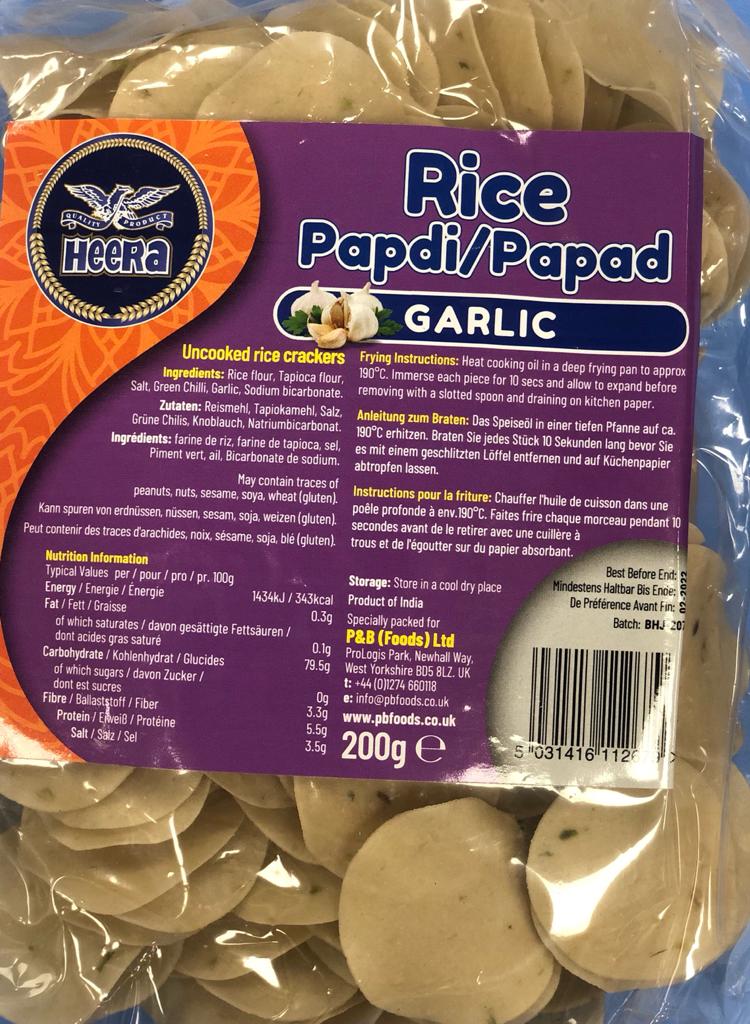 QUALITY PRODUCT
HEERA
Rice
Papdi/Papad
GARLIC
Uncooked rice crackers
Ingredients: Rice flour, Tapioca flour,
Salt, Green Chilli, Garlic, Sodium bicarbonate.
Zutaten: Reismehl, Tapiokamehl, Salz,
Grüne Chilis, Knoblauch, Natriumbicarbonat.
Ingrédients: farine de riz, farine de tapioca, sel,
Piment vert, ail, Bicarbonate de sodium.
May contain traces of
peanuts, nuts, sesame, soya, wheat (gluten).
Kann spuren von erdnüssen, nüssen, sesam, soja, weizen (gluten).
Peut contenir des traces d'arachides, noix, sésame, soja, blé (gluten).
Nutrition Information
Typical Values per / pour / pro / pr. 100g
Energy / Energie / Énergie 1434kJ / 343kcal
Fat / Fett / Graisse 0.3g
of which saturates / davon gesättigte Fettsäuren /
dont acides gras saturé 0.1g
Carbohydrate / Kohlenhydrat / Glucides 79.5g
of which sugars / davon Zucker /
dont est sucres 0g
Fibre / Ballaststoff / Fiber 3.3g
Protein / Eiweiß / Protéine 5.5g
Salt / Salz / Sel 3.5g
Frying Instructions: Heat cooking oil in a deep frying pan to approx
190°C. Immerse each piece for 10 secs and allow to expand before
removing with a slotted spoon and draining on kitchen paper.
Anleitung zum Braten: Das Speiseöl in einer tiefen Pfanne auf ca.
190°C erhitzen. Braten Sie jedes Stück 10 Sekunden lang bevor Sie
es mit einem geschlitzten Löffel entfernen und auf Küchenpapier
abtropfen lassen.
Instructions pour la friture: Chauffer l'huile de cuisson dans une
poêle profonde à env.190°C. Faites frire chaque morceau pendant 10
secondes avant de le retirer avec une cuillère à
trous et de l'égoutter sur du papier absorbant.
Storage: Store in a cool dry place
Product of India
Specially packed for
P&B (Foods) Ltd
ProLogis Park, Newhall Way,
West Yorkshire BD5 8LZ. UK
t: +44 (0)1274 660118
e: info@pbfoods.co.uk
www.pbfoods.co.uk
200g ℮
Best Before End:
Mindestens Haltbar Bis Ende:
De Préférence Avant Fin:
02-2022
Batch: BHJ
5 031416 112